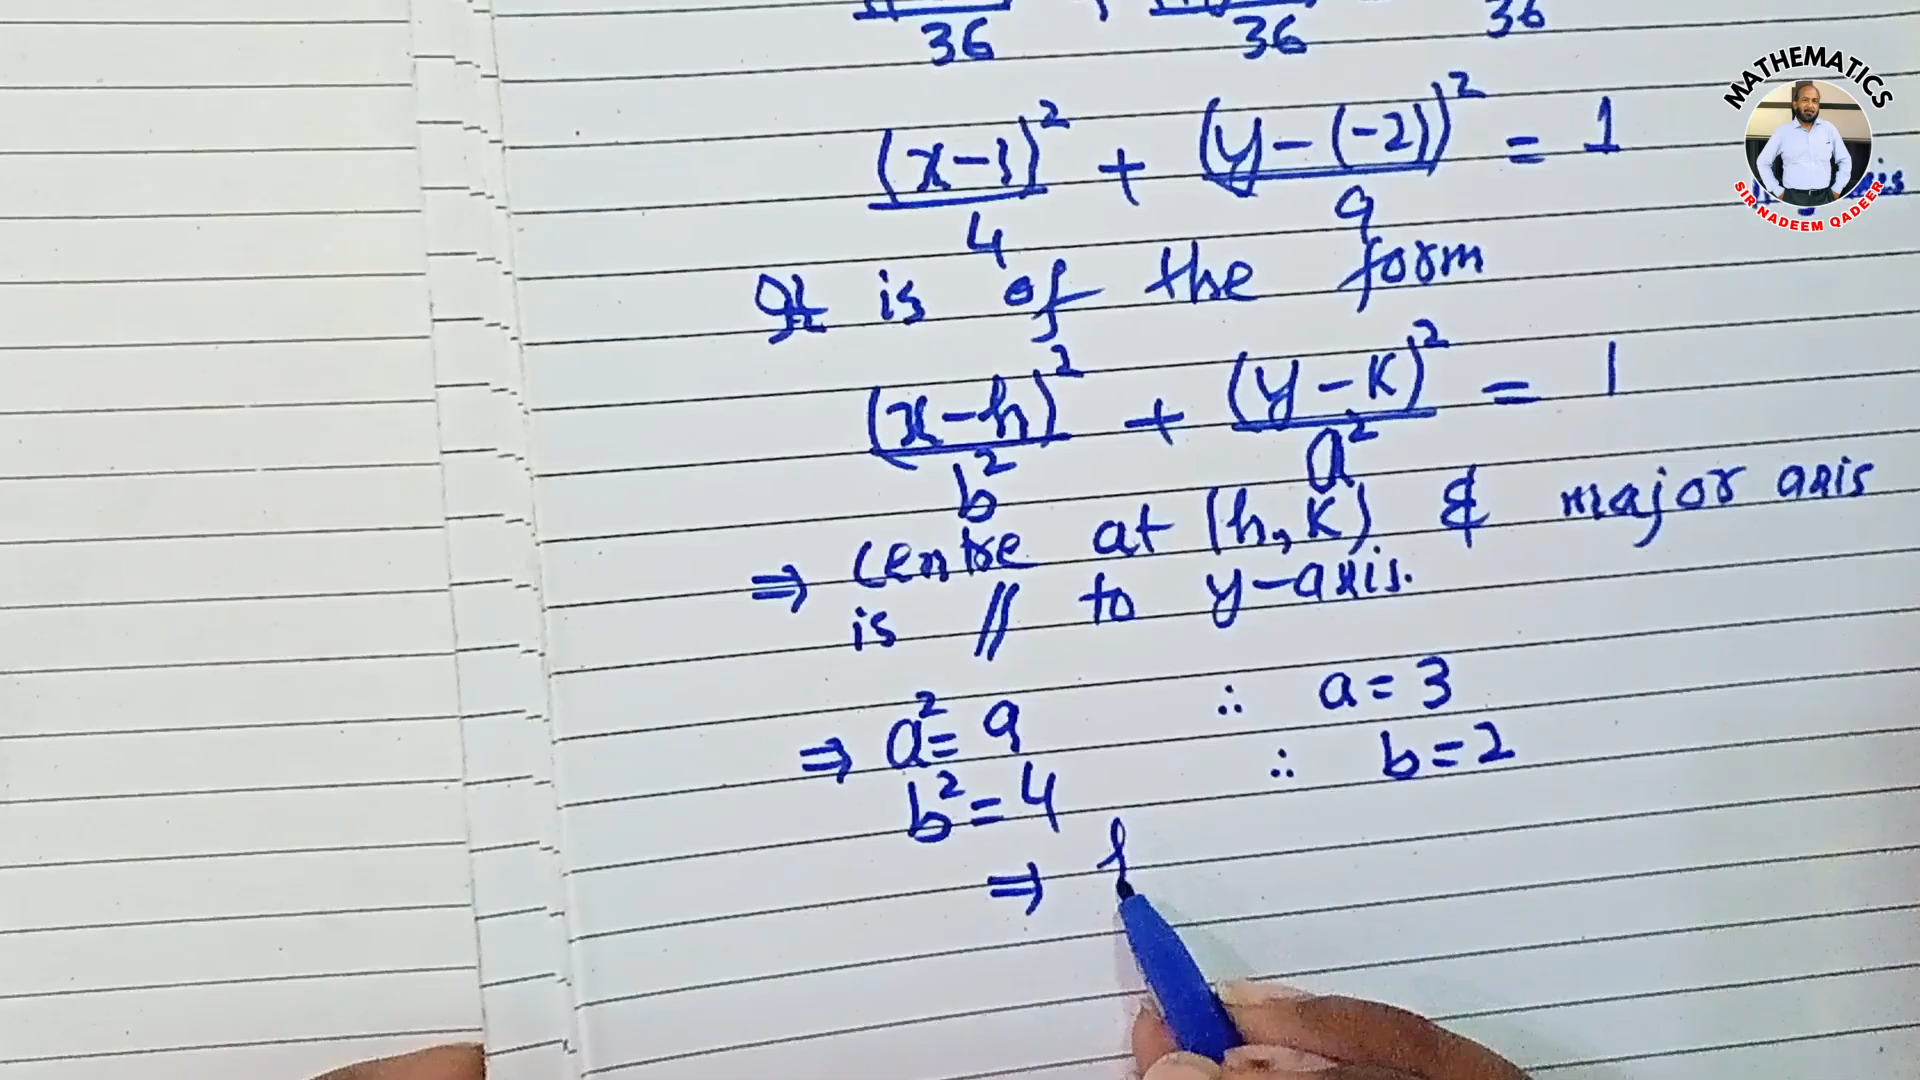 36 36 36
(x-1)² + (y-(-2))² = 1
4 9
It is of the form
(x-h)² + (y-k)² = 1
b² a²
⇒ centre at (h, k) & major axis
is // to y-axis.
⇒ a² = 9 ∴ a = 3
b² = 4 ∴ b = 2
⇒
MATHEMATICS
SIR NADEEM QADEER